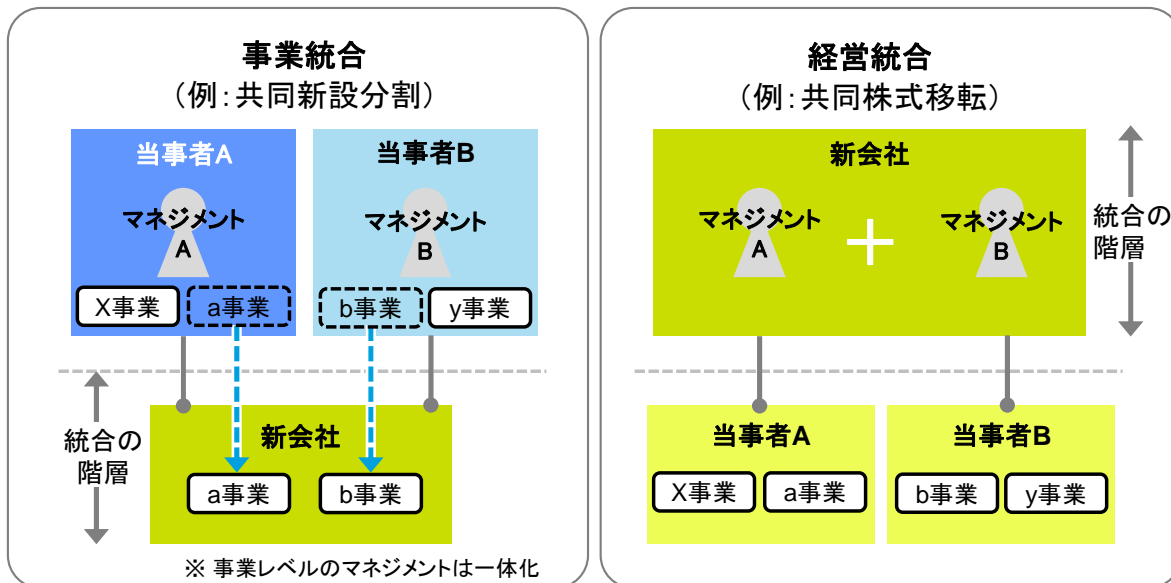 事業統合
(例:共同新設分割)
当事者A
当事者B
マネジメント
A
マネジメント
B
X事業
a事業
b事業
y事業
統合の
階層
新会社
a事業
b事業
※ 事業レベルのマネジメントは一体化
経営統合
(例:共同株式移転)
新会社
マネジメント
A
+
マネジメント
B
統合の
階層
当事者A
当事者B
X事業
a事業
b事業
y事業